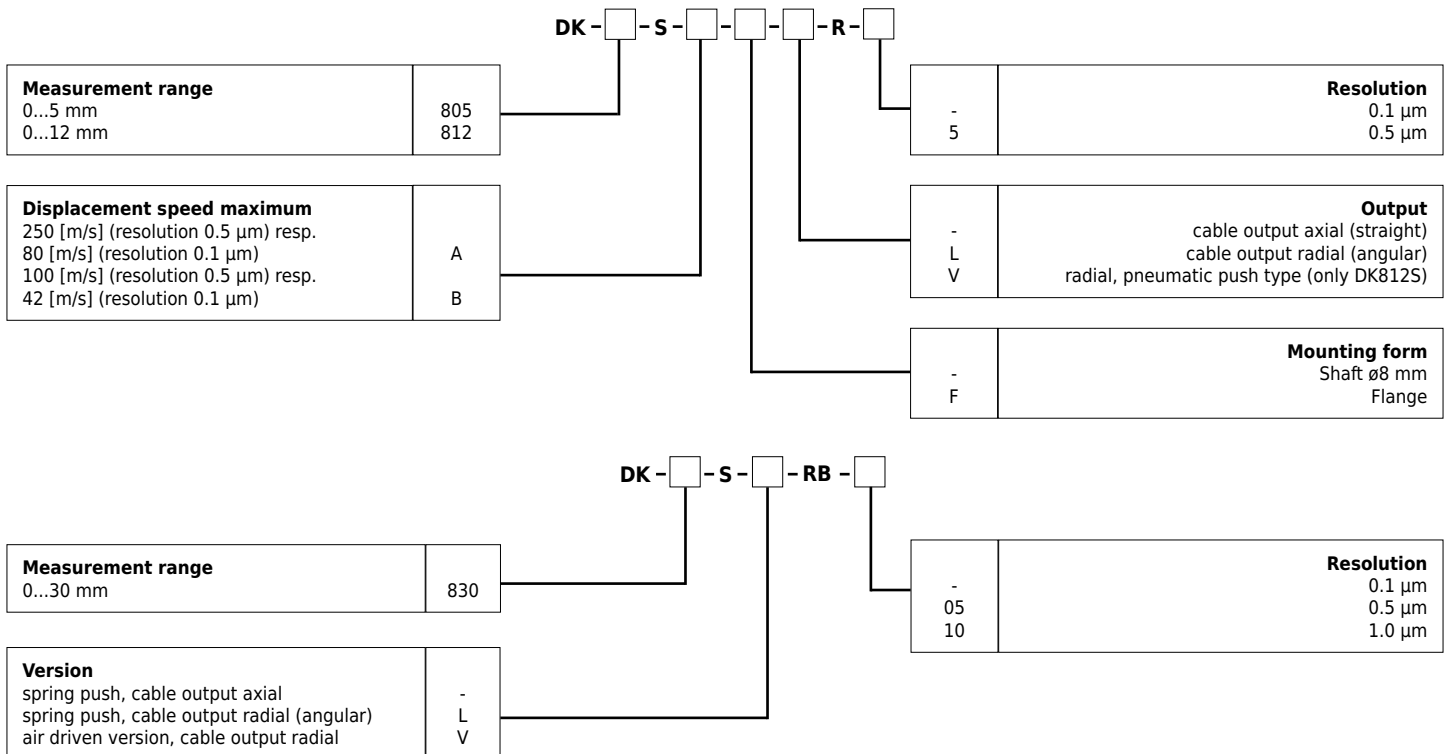 DK - - S - - - - R -
Measurement range
0...5 mm 805
0...12 mm 812
Resolution
- 0.1 µm
5 0.5 µm
Displacement speed maximum
250 [m/s] (resolution 0.5 µm) resp.
80 [m/s] (resolution 0.1 µm) A
100 [m/s] (resolution 0.5 µm) resp.
42 [m/s] (resolution 0.1 µm) B
Output
- cable output axial (straight)
L cable output radial (angular)
V radial, pneumatic push type (only DK812S)
Mounting form
- Shaft ø8 mm
F Flange
DK - - S - - RB -
Measurement range
0...30 mm 830
Resolution
- 0.1 µm
05 0.5 µm
10 1.0 µm
Version
spring push, cable output axial -
spring push, cable output radial (angular) L
air driven version, cable output radial V